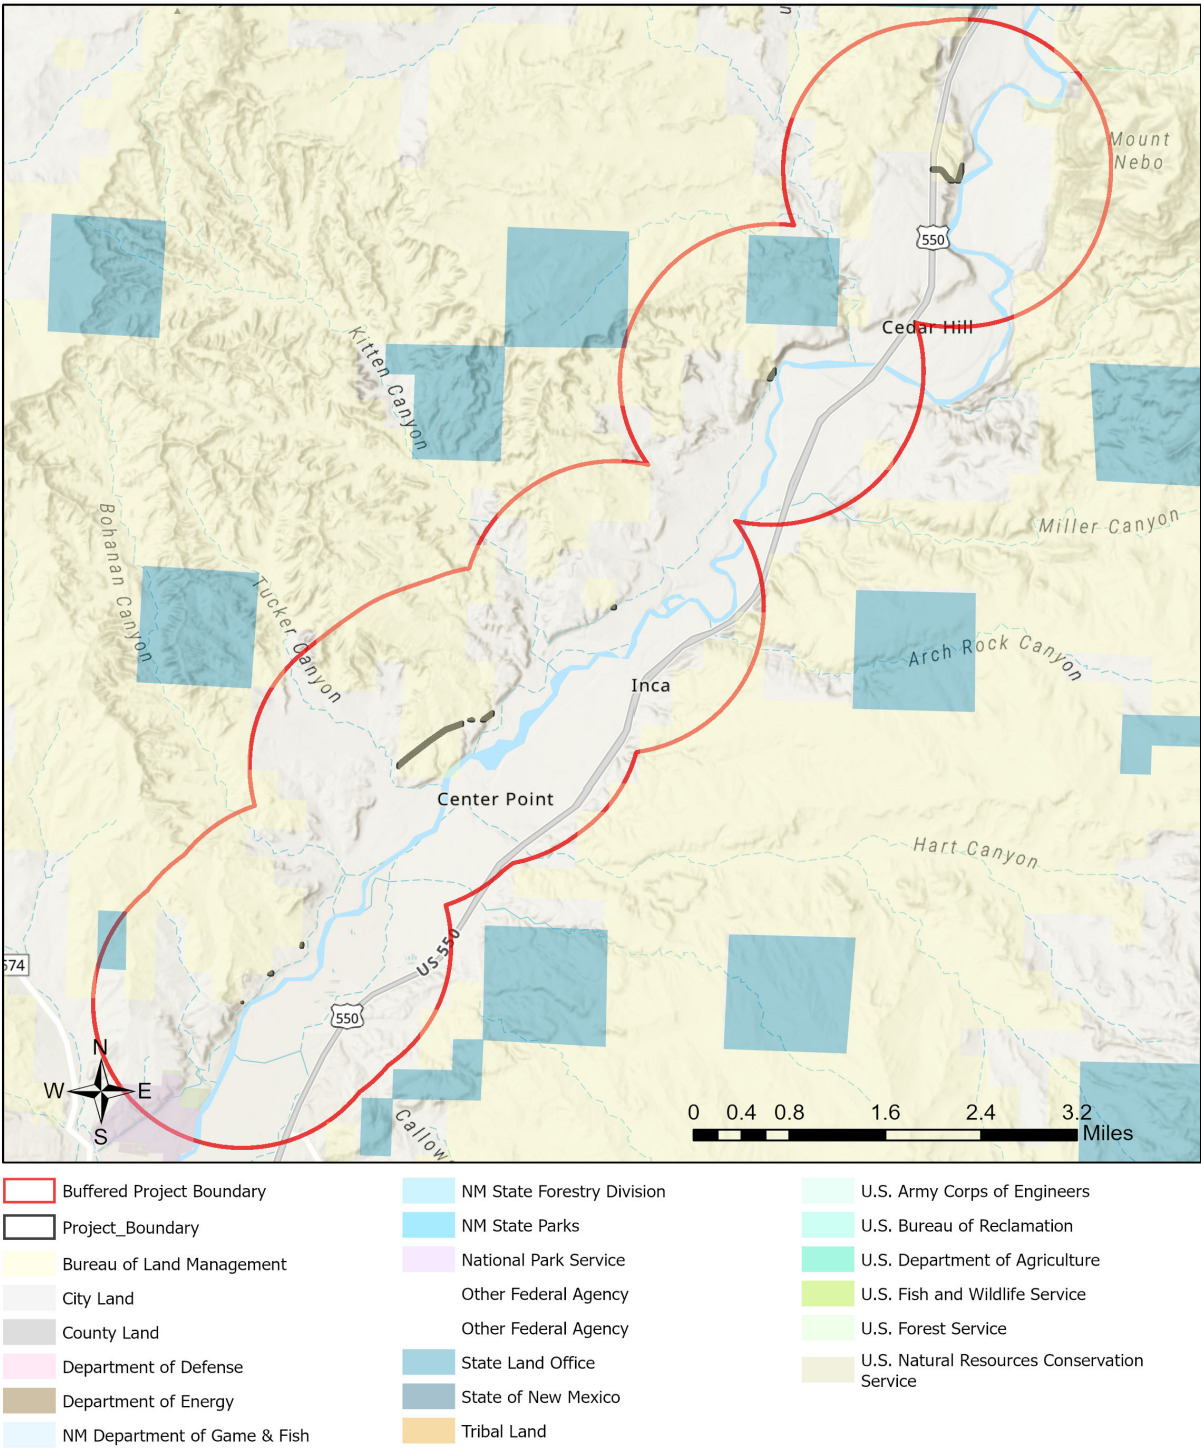 Mount
Nebo
550
Cedar Hill
Kitten Canyon
Bohanan Canyon
Miller Canyon
Tucker Canyon
Arch Rock Canyon
Inca
Center Point
Hart Canyon
US 550
574
550
N
W E
S
Callow
0 0.4 0.8 1.6 2.4 3.2
Miles
Buffered Project Boundary
Project_Boundary
Bureau of Land Management
City Land
County Land
Department of Defense
Department of Energy
NM Department of Game & Fish
NM State Forestry Division
NM State Parks
National Park Service
Other Federal Agency
Other Federal Agency
State Land Office
State of New Mexico
Tribal Land
U.S. Army Corps of Engineers
U.S. Bureau of Reclamation
U.S. Department of Agriculture
U.S. Fish and Wildlife Service
U.S. Forest Service
U.S. Natural Resources Conservation
Service